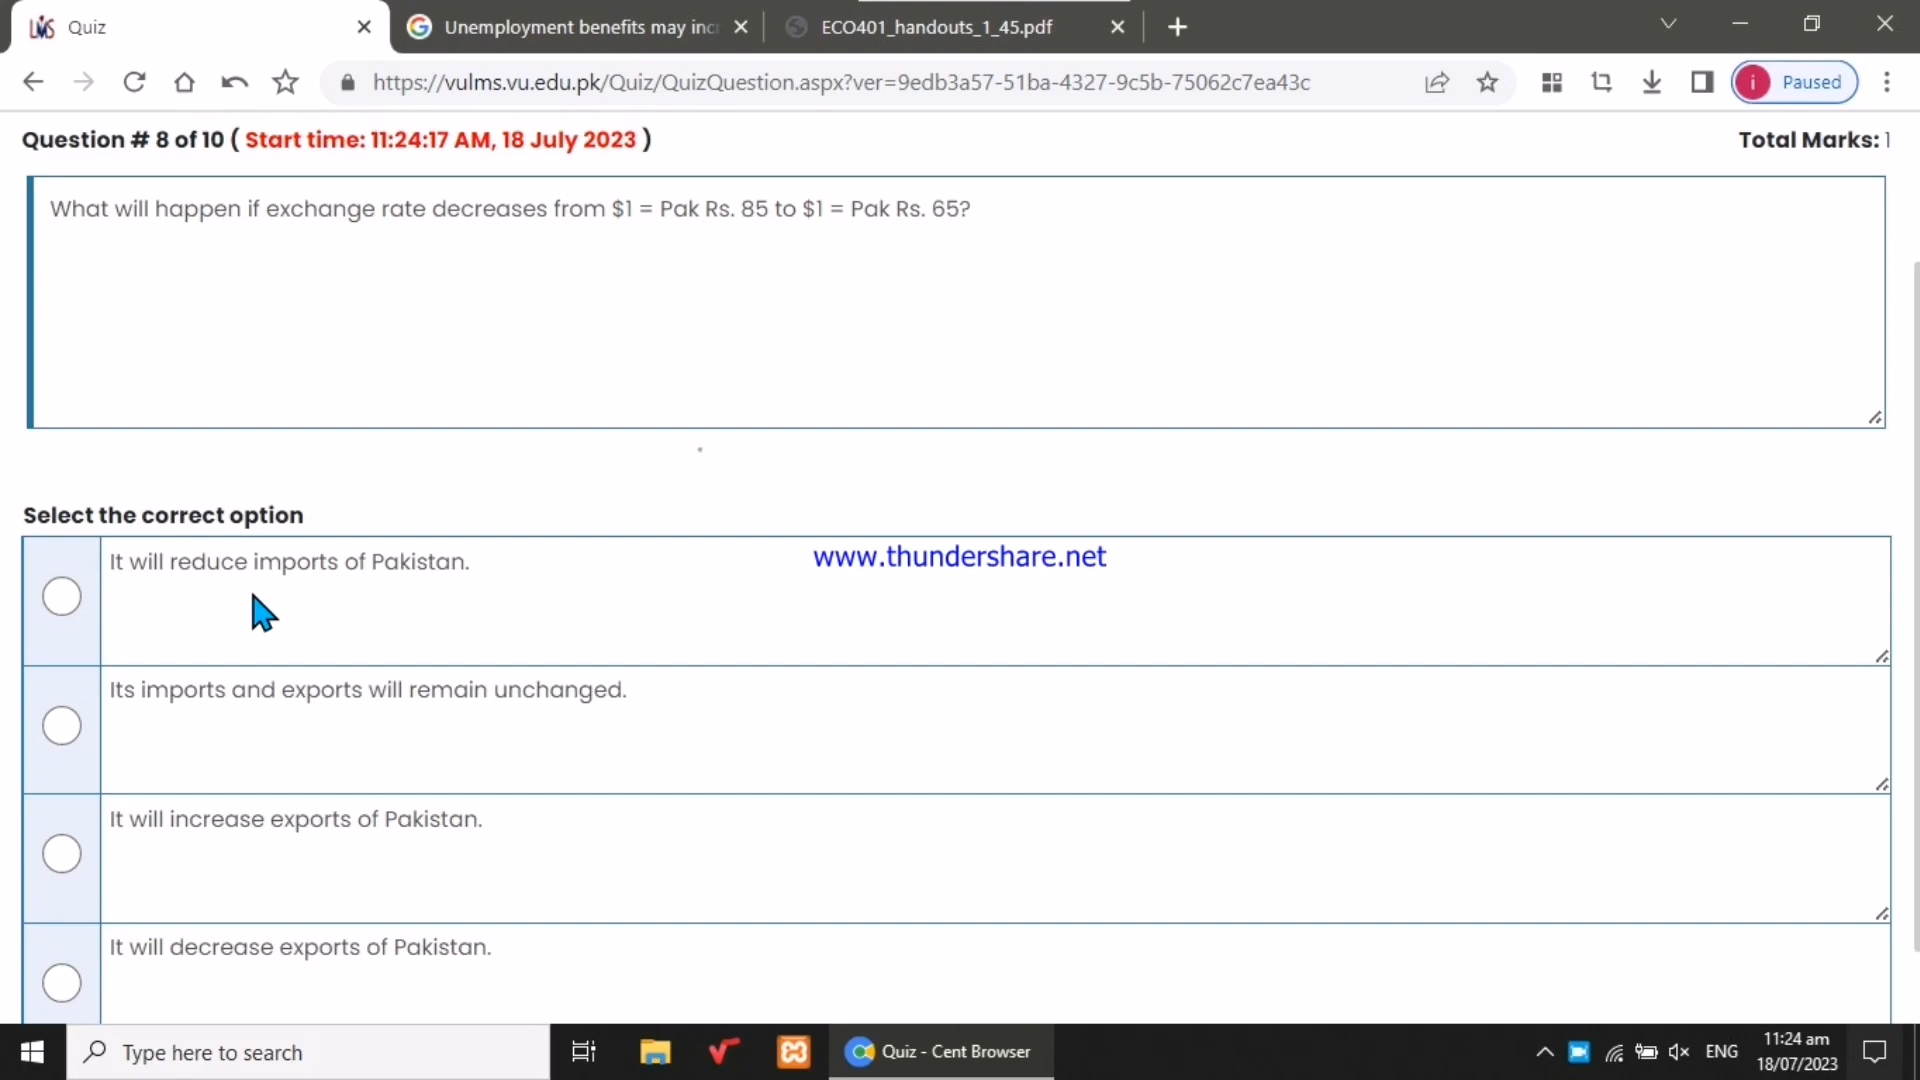 LMS Quiz
Unemployment benefits may inc
ECO401_handouts_1_45.pdf
https://vulms.vu.edu.pk/Quiz/QuizQuestion.aspx?ver=9edb3a57-51ba-4327-9c5b-75062c7ea43c
i Paused
Question # 8 of 10 ( Start time: 11:24:17 AM, 18 July 2023 )
Total Marks: 1
What will happen if exchange rate decreases from $1 = Pak Rs. 85 to $1 = Pak Rs. 65?
Select the correct option
It will reduce imports of Pakistan.
www.thundershare.net
Its imports and exports will remain unchanged.
It will increase exports of Pakistan.
It will decrease exports of Pakistan.
Type here to search
Quiz - Cent Browser
ENG
11:24 am
18/07/2023